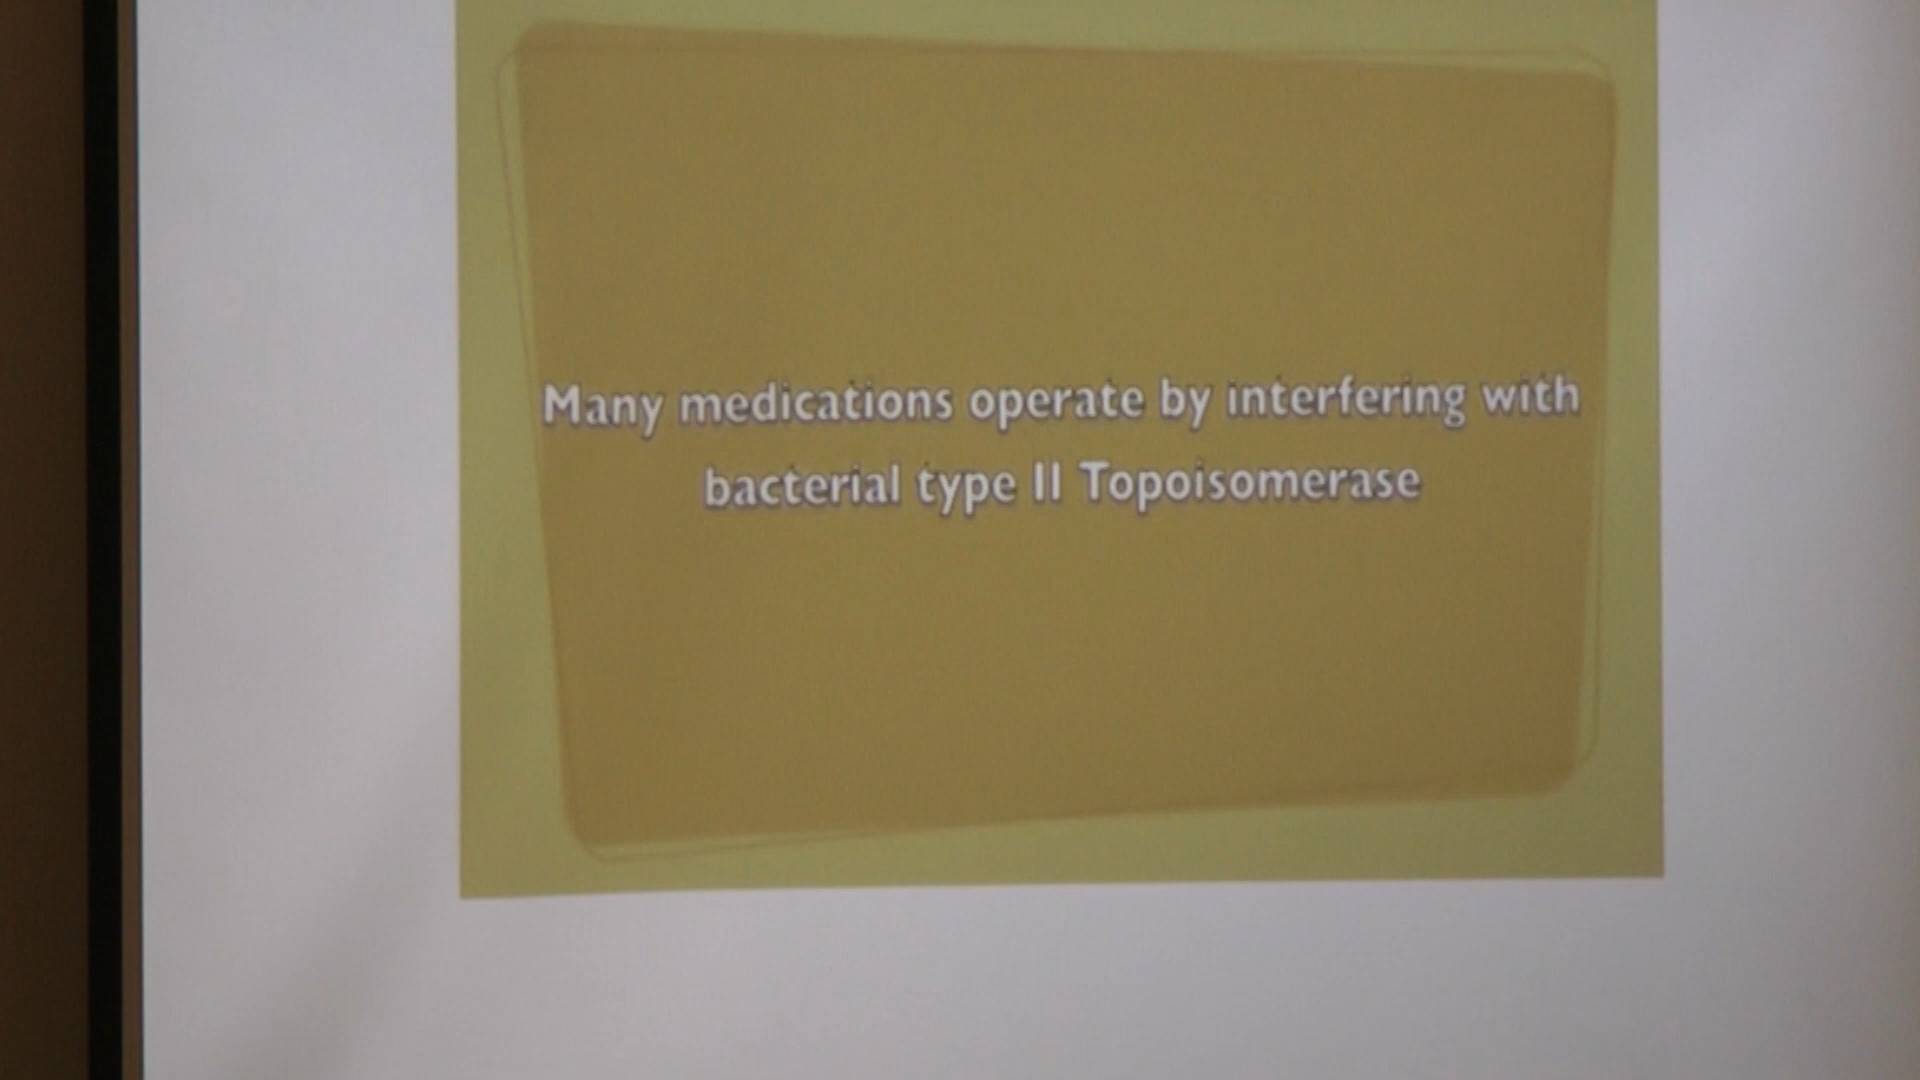 Many medications operate by interfering with
bacterial type II Topoisomerase